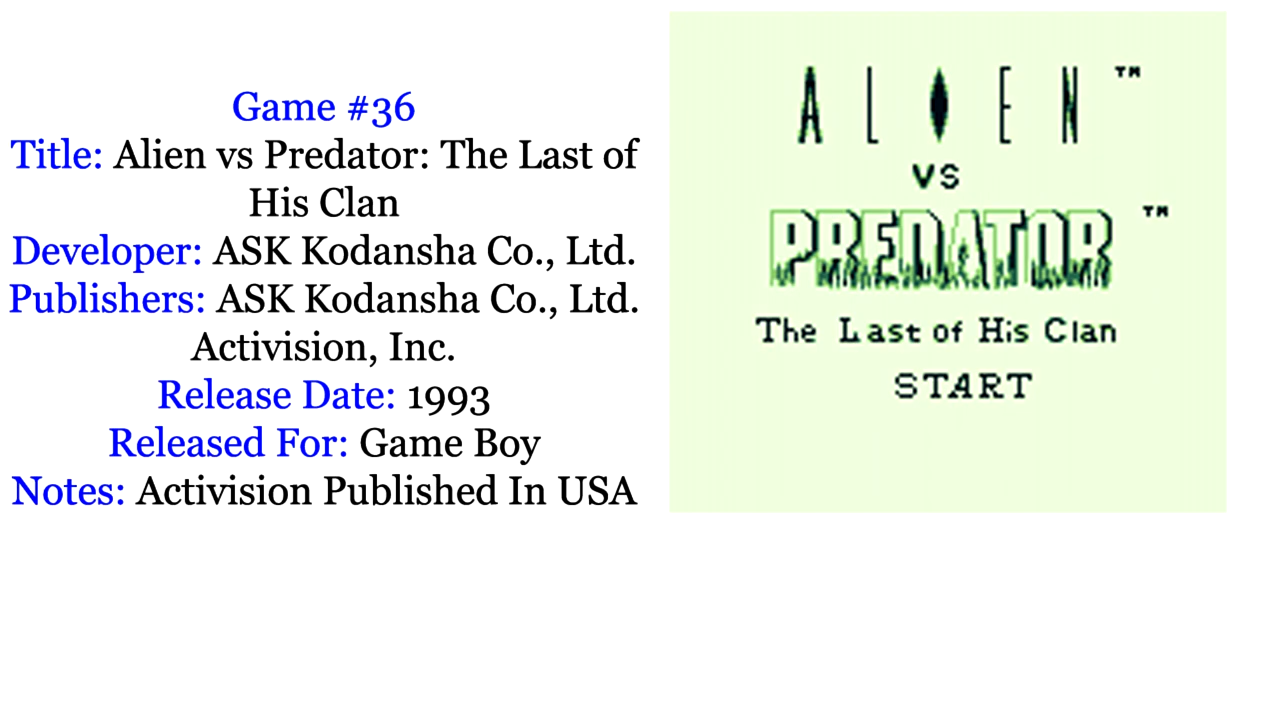 Game #36
Title: Alien vs Predator: The Last of
His Clan
Developer: ASK Kodansha Co., Ltd.
Publishers: ASK Kodansha Co., Ltd.
Activision, Inc.
Release Date: 1993
Released For: Game Boy
Notes: Activision Published In USA
ALIEN™
VS
PREDATOR™
The Last of His Clan
START